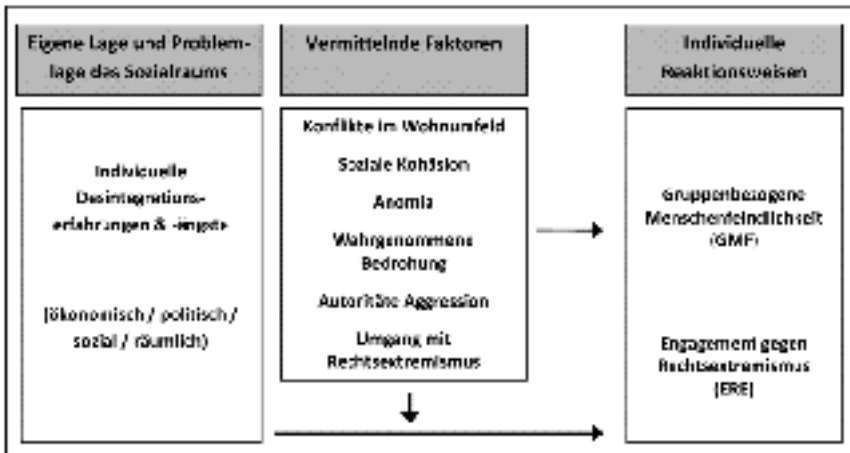 Eigene Lage und Problem-
lage des Sozialraums
Vermittelnde Faktoren
Individuelle
Reaktionsweisen
Individuelle
Desintegrations-
erfahrungen & -ängste
(ökonomisch / politisch /
sozial / räumlich)
Konflikte im Wohnumfeld
Soziale Kohäsion
Anomia
Wahrgenommene
Bedrohung
Autoritäre Aggression
Umgang mit
Rechtsextremismus
Gruppenbezogene
Menschenfeindlichkeit
(GMF)
Engagement gegen
Rechtsextremismus
(ERE)